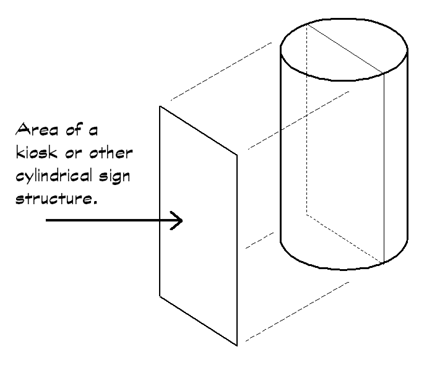 Area of a
kiosk or other
cylindrical sign
structure.